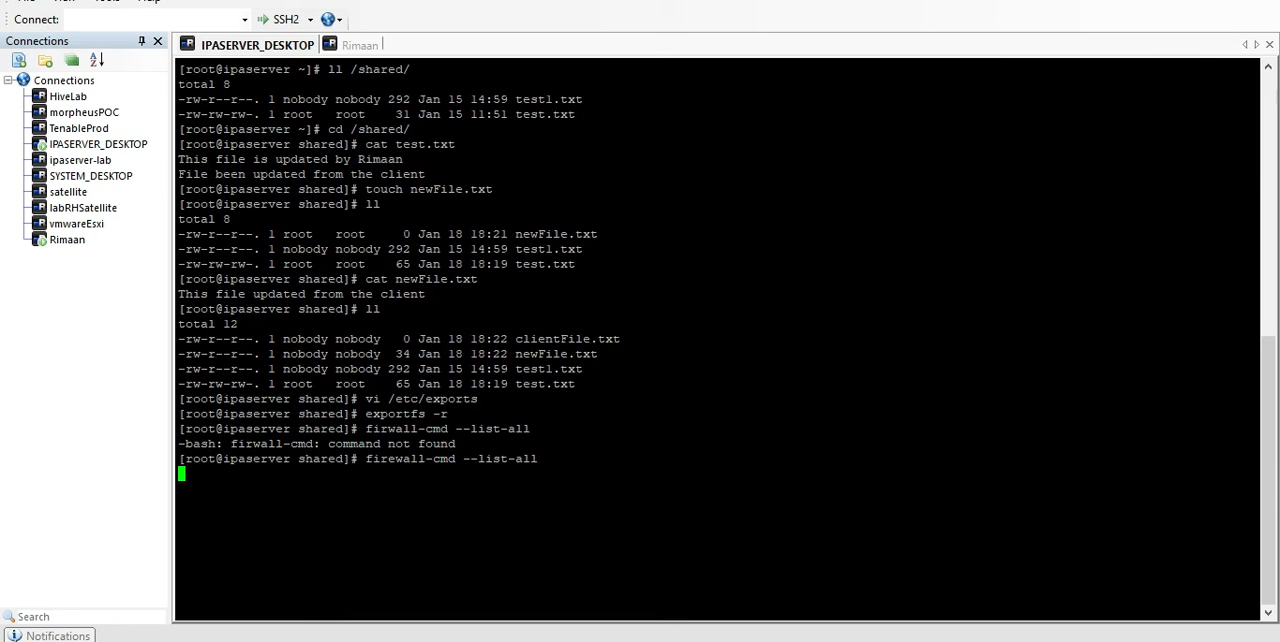 Connect:
SSH2
Connections
IPASERVER_DESKTOP
Rimaan
Connections
HiveLab
morpheusPOC
TenableProd
IPASERVER_DESKTOP
ipaserver-lab
SYSTEM_DESKTOP
satellite
labRHSatellite
vmwareEsxi
Rimaan
[root@ipaserver ~]# ll /shared/
total 8
-rw-r--r--. 1 nobody nobody 292 Jan 15 14:59 test1.txt
-rw-r--r--. 1 root   root    31 Jan 15 11:51 test.txt
[root@ipaserver ~]# cd /shared/
[root@ipaserver shared]# cat test.txt
This file is updated by Rimaan
File been updated from the client
[root@ipaserver shared]# touch newFile.txt
[root@ipaserver shared]# ll
total 8
-rw-r--r--. 1 root   root     0 Jan 18 18:21 newFile.txt
-rw-r--r--. 1 nobody nobody 292 Jan 15 14:59 test1.txt
-rw-rw-rw-. 1 root   root    65 Jan 18 18:19 test.txt
[root@ipaserver shared]# cat newFile.txt
This file updated from the client
[root@ipaserver shared]# ll
total 12
-rw-r--r--. 1 nobody nobody   0 Jan 18 18:22 clientFile.txt
-rw-r--r--. 1 nobody nobody  34 Jan 18 18:22 newFile.txt
-rw-r--r--. 1 nobody nobody 292 Jan 15 14:59 test1.txt
-rw-rw-rw-. 1 root   root    65 Jan 18 18:19 test.txt
[root@ipaserver shared]# vi /etc/exports
[root@ipaserver shared]# exportfs -r
[root@ipaserver shared]# firwall-cmd --list-all
-bash: firwall-cmd: command not found
[root@ipaserver shared]# firewall-cmd --list-all
Search
Notifications